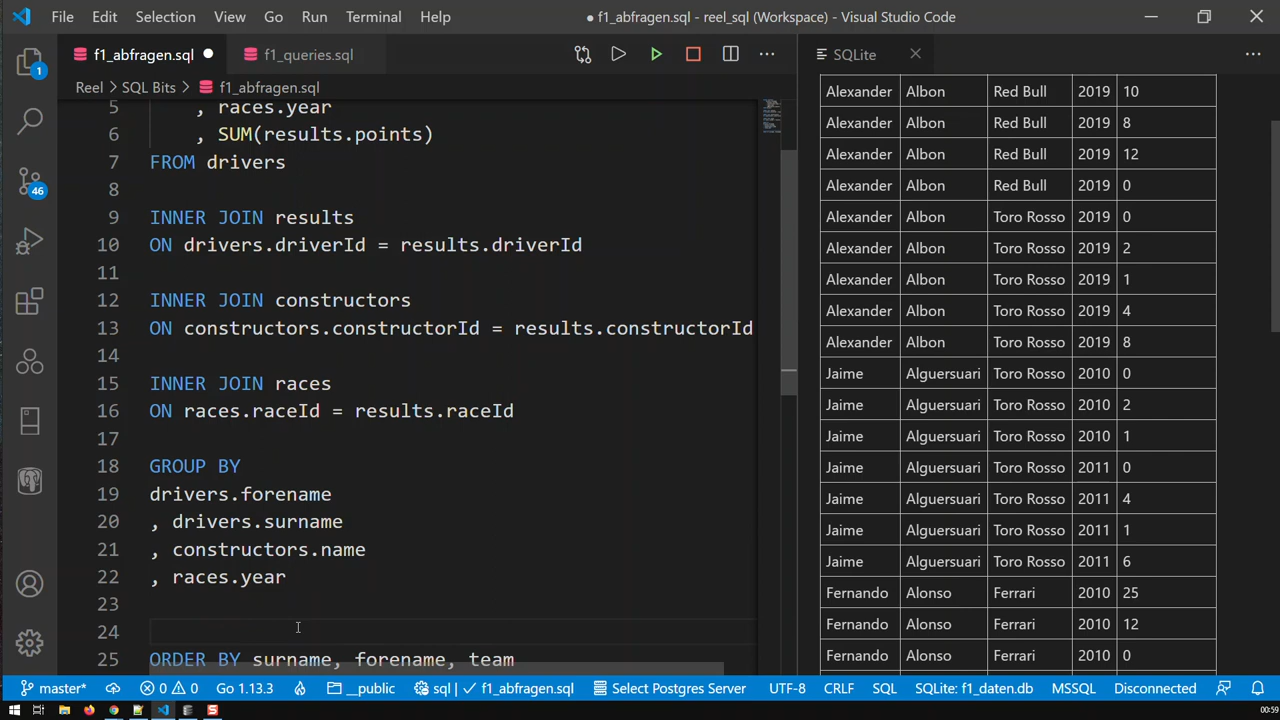 File Edit Selection View Go Run Terminal Help
● f1_abfragen.sql - reel_sql (Workspace) - Visual Studio Code
f1_abfragen.sql
f1_queries.sql
SQLite
Reel > SQL Bits > f1_abfragen.sql
5 , races.year
6 , SUM(results.points)
7 FROM drivers
8
9 INNER JOIN results
10 ON drivers.driverId = results.driverId
11
12 INNER JOIN constructors
13 ON constructors.constructorId = results.constructorId
14
15 INNER JOIN races
16 ON races.raceId = results.raceId
17
18 GROUP BY
19 drivers.forename
20 , drivers.surname
21 , constructors.name
22 , races.year
23
24
25 ORDER BY surname, forename, team
1
46
Alexander Albon Red Bull 2019 10
Alexander Albon Red Bull 2019 8
Alexander Albon Red Bull 2019 12
Alexander Albon Red Bull 2019 0
Alexander Albon Toro Rosso 2019 0
Alexander Albon Toro Rosso 2019 2
Alexander Albon Toro Rosso 2019 1
Alexander Albon Toro Rosso 2019 4
Alexander Albon Toro Rosso 2019 8
Jaime Alguersuari Toro Rosso 2010 0
Jaime Alguersuari Toro Rosso 2010 2
Jaime Alguersuari Toro Rosso 2010 1
Jaime Alguersuari Toro Rosso 2011 0
Jaime Alguersuari Toro Rosso 2011 4
Jaime Alguersuari Toro Rosso 2011 1
Jaime Alguersuari Toro Rosso 2011 6
Fernando Alonso Ferrari 2010 25
Fernando Alonso Ferrari 2010 12
Fernando Alonso Ferrari 2010 0
master* 0 0 Go 1.13.3 __public sql | ✓ f1_abfragen.sql Select Postgres Server UTF-8 CRLF SQL SQLite: f1_daten.db MSSQL Disconnected
00:59